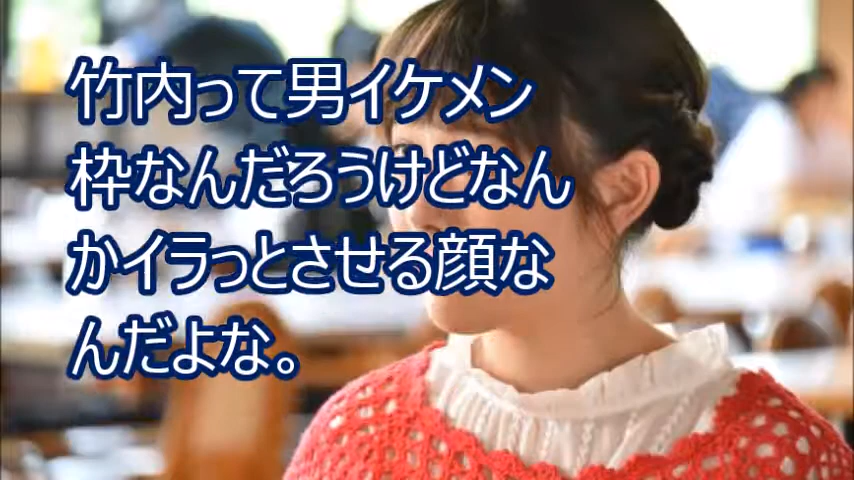 竹内って男イケメン
枠なんだろうけどなん
かイラっとさせる顔な
んだよな。